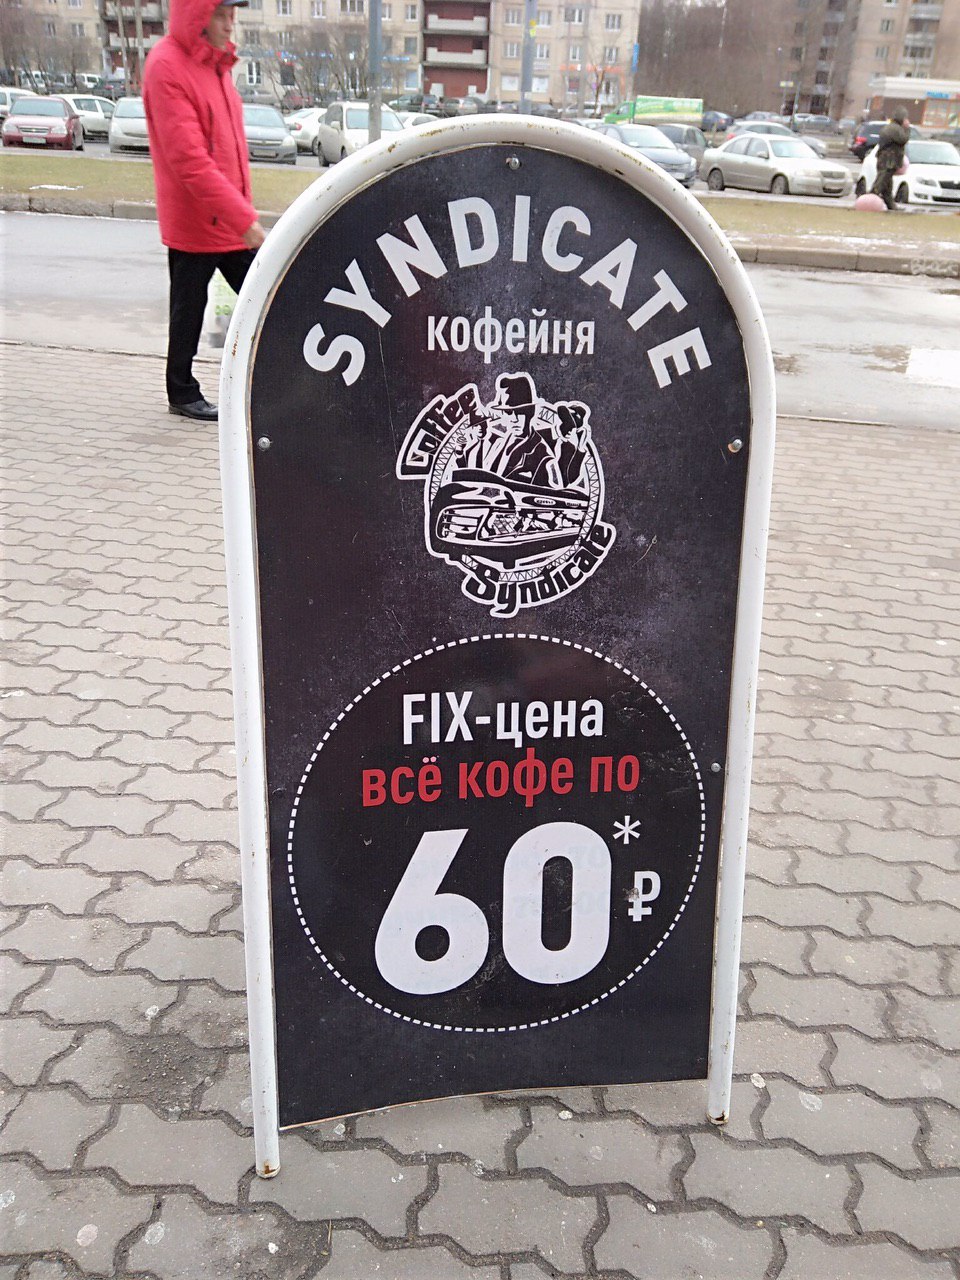 SYNDICATE
кофейня
Coffee
Syndicate
FIX-цена
всё кофе по
60*₽